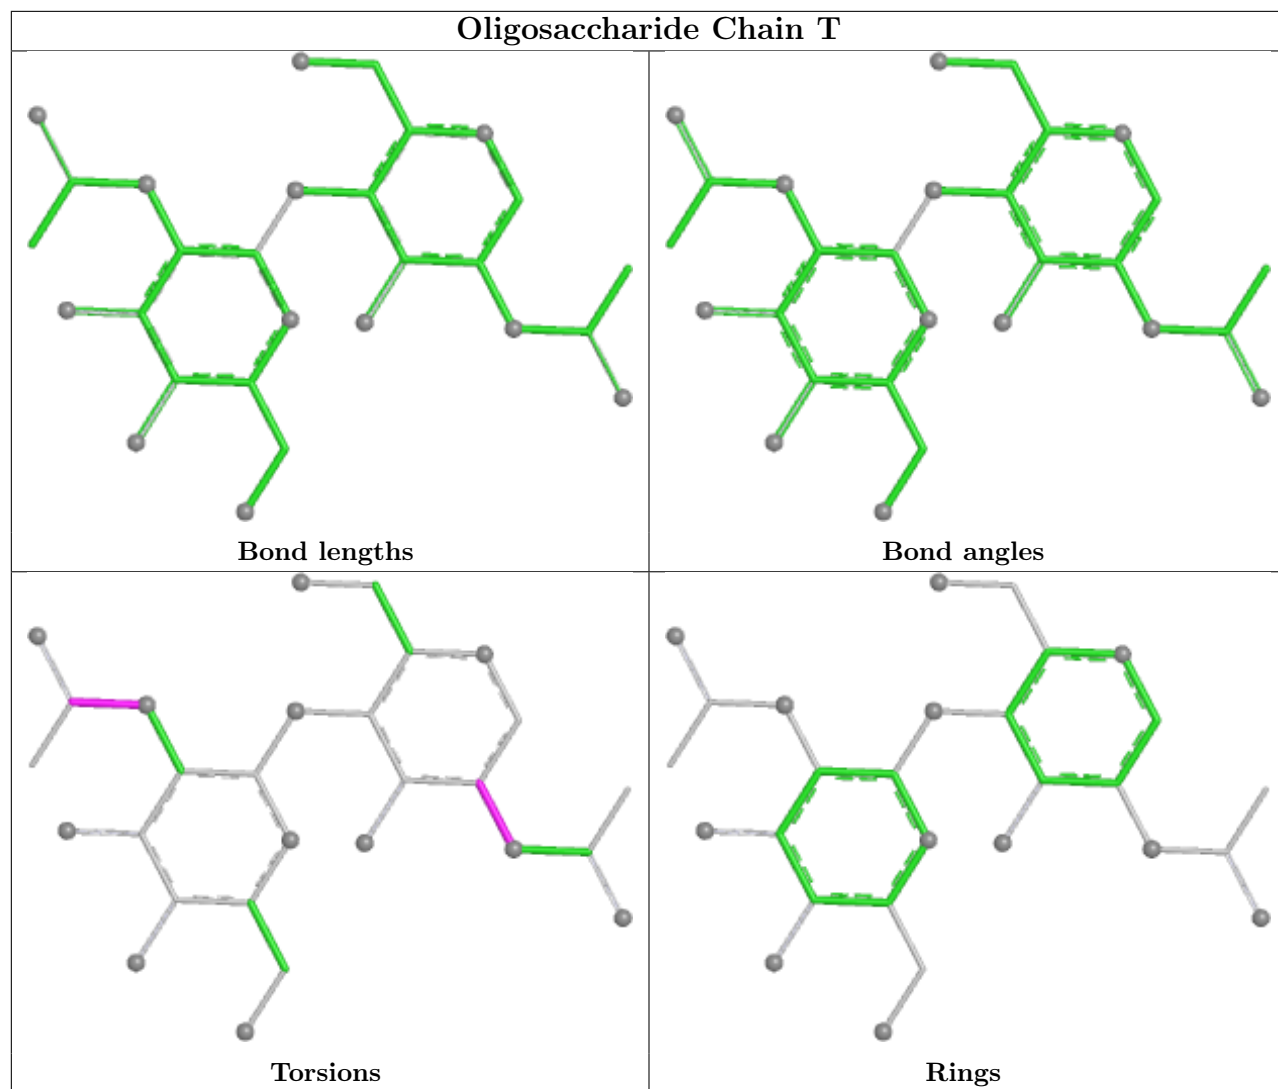 Oligosaccharide Chain T
Bond lengths
Bond angles
Torsions
Rings